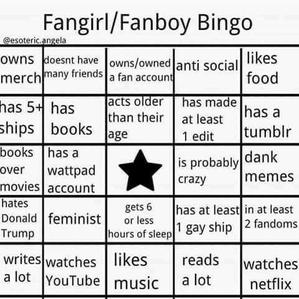 Fangirl/Fanboy Bingo
@esoteric.angela
owns
merch
doesnt have
many friends
owns/owned
a fan account
anti social
likes
food
has 5+
ships
has
books
acts older
than their
age
has made
at least
1 edit
has a
tumblr
books
over
movies
has a
wattpad
account
is probably
crazy
dank
memes
hates
Donald
Trump
feminist
gets 6
or less
hours of sleep
has at least
1 gay ship
in at least
2 fandoms
writes
a lot
watches
YouTube
likes
music
reads
a lot
watches
netflix